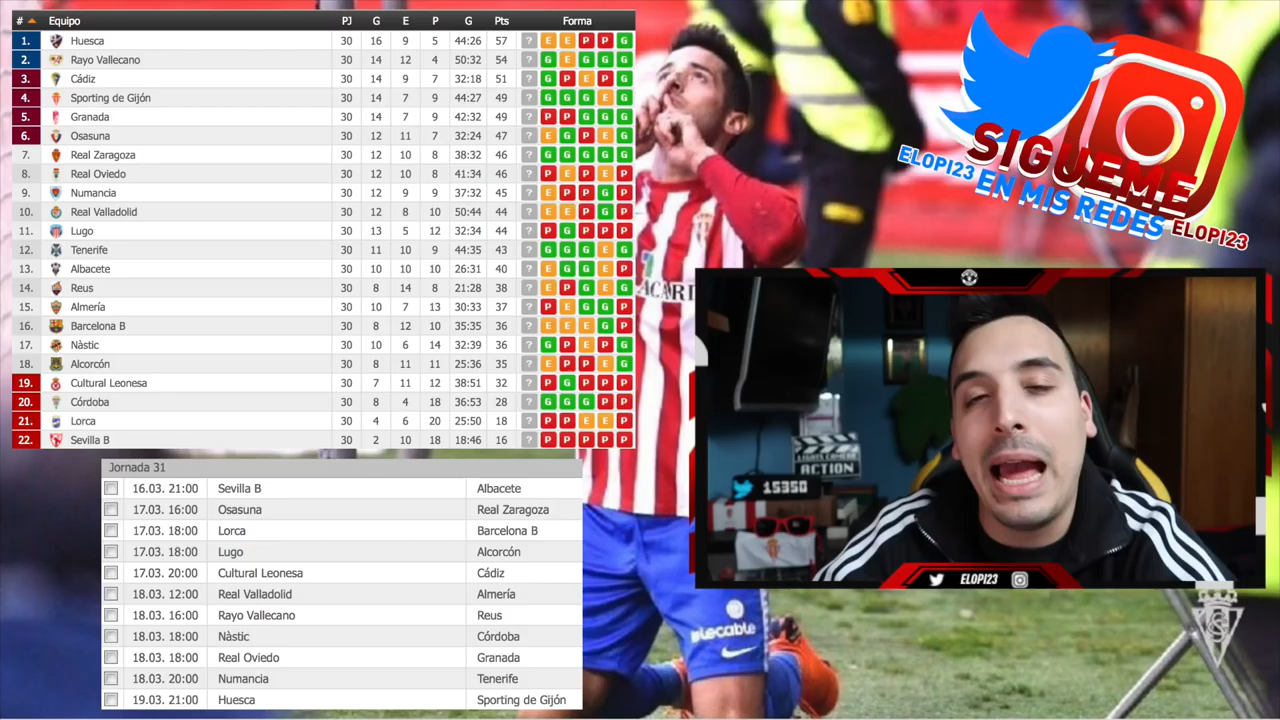 # Equipo PJ G E P G Pts Forma
1. Huesca 30 16 9 5 44:26 57 ? E E P P G
2. Rayo Vallecano 30 14 12 4 50:32 54 ? G E G G G
3. Cádiz 30 14 9 7 32:18 51 ? G P E P G
4. Sporting de Gijón 30 14 7 9 44:27 49 ? G G G E G
5. Granada 30 14 7 9 42:32 49 ? P P G G G
6. Osasuna 30 12 11 7 32:24 47 ? E G P E G
7. Real Zaragoza 30 12 10 8 38:32 46 ? G G G G G
8. Real Oviedo 30 12 10 8 41:34 46 ? P E P E P
9. Numancia 30 12 9 9 37:32 45 ? E P P G P
10. Real Valladolid 30 12 8 10 50:44 44 ? E E P G P
11. Lugo 30 12 12 32:34 ? P G P P P
12. Tenerife 30 11 10 9 44:35 43 ? G G G E G
13. Albacete 30 10 10 10 26:31 40 ? E G G E P
14. Reus 30 8 14 8 21:28 38 ? E P G E G
15. Almería 30 10 7 13 30:33 37 ? P E G G P
16. Barcelona B 30 8 12 10 35:35 36 ? E E E G P
17. Nàstic 30 10 6 14 32:39 36 ? G P E P G
18. Alcorcón 30 8 11 11 25:36 35 ? E P P E G
19. Cultural Leonesa 30 7 11 12 38:51 32 ? P G P P P
20. Córdoba 30 8 4 18 36:53 28 ? G G G P P
21. Lorca 30 4 6 20 25:50 18 ? P P E E P
22. Sevilla B 30 2 10 18 18:46 16 ? P P P P P
Jornada 31
16.03. 21:00 Sevilla B Albacete
17.03. 16:00 Osasuna Real Zaragoza
17.03. 18:00 Lorca Barcelona B
17.03. 18:00 Lugo Alcorcón
17.03. 20:00 Cultural Leonesa Cádiz
18.03. 12:00 Real Valladolid Almería
18.03. 16:00 Rayo Vallecano Reus
18.03. 18:00 Nàstic Córdoba
18.03. 18:00 Real Oviedo Granada
18.03. 20:00 Numancia Tenerife
19.03. 21:00 Huesca Sporting de Gijón
SIGUEME
ELOPI23 EN MIS REDES ELOPI23
LIGHTS CAMERA
ACTION
15350
ELOPI23
elecable